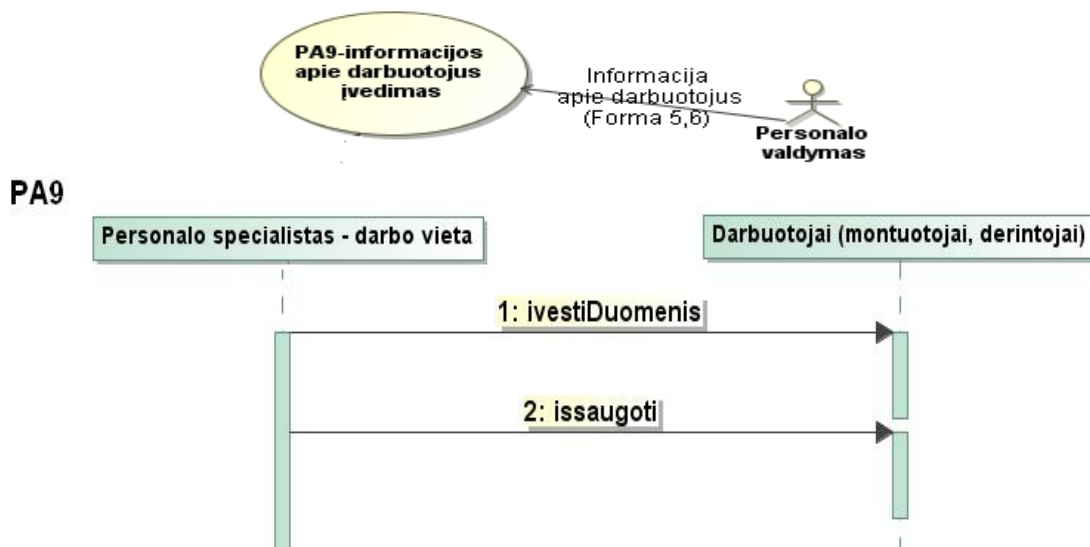 PA9-informacijos
apie darbuotojus
įvedimas
Informacija
apie darbuotojus
(Forma 5,6)
Personalo
valdymas
PA9
Personalo specialistas - darbo vieta
Darbuotojai (montuotojai, derintojai)
1: ivestiDuomenis
2: issaugoti